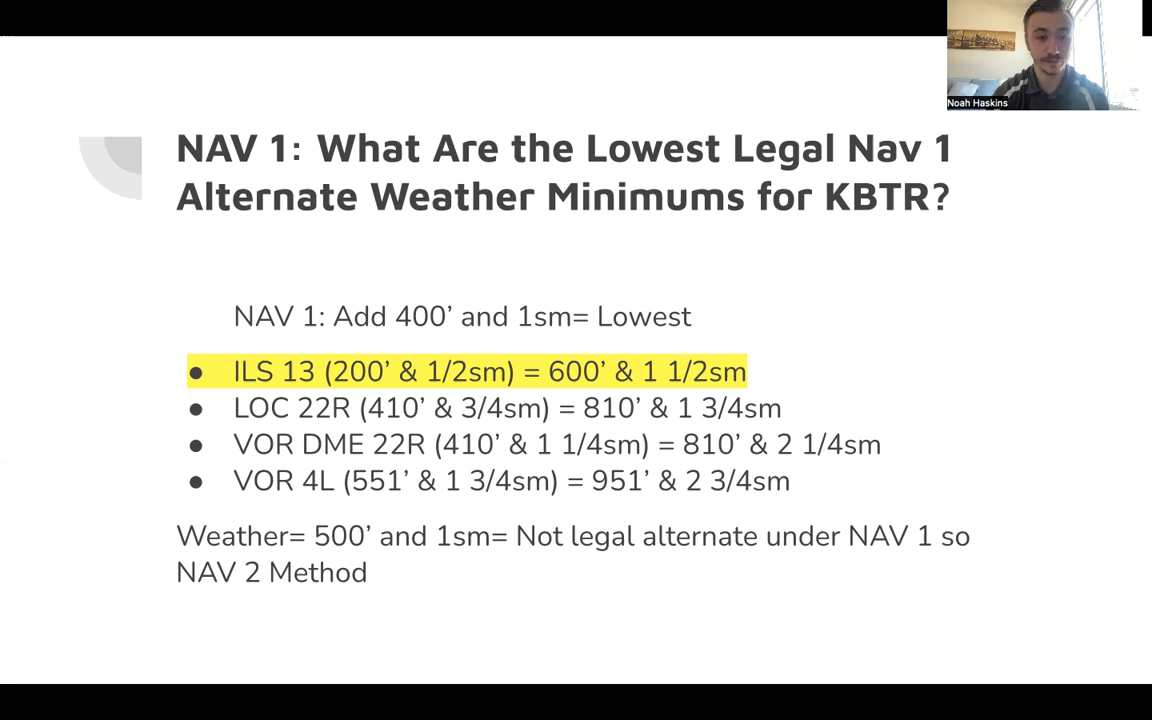 Noah Haskins
NAV 1: What Are the Lowest Legal Nav 1
Alternate Weather Minimums for KBTR?
NAV 1: Add 400’ and 1sm= Lowest
● ILS 13 (200’ & 1/2sm) = 600’ & 1 1/2sm
● LOC 22R (410’ & 3/4sm) = 810’ & 1 3/4sm
● VOR DME 22R (410’ & 1 1/4sm) = 810’ & 2 1/4sm
● VOR 4L (551’ & 1 3/4sm) = 951’ & 2 3/4sm
Weather= 500’ and 1sm= Not legal alternate under NAV 1 so
NAV 2 Method